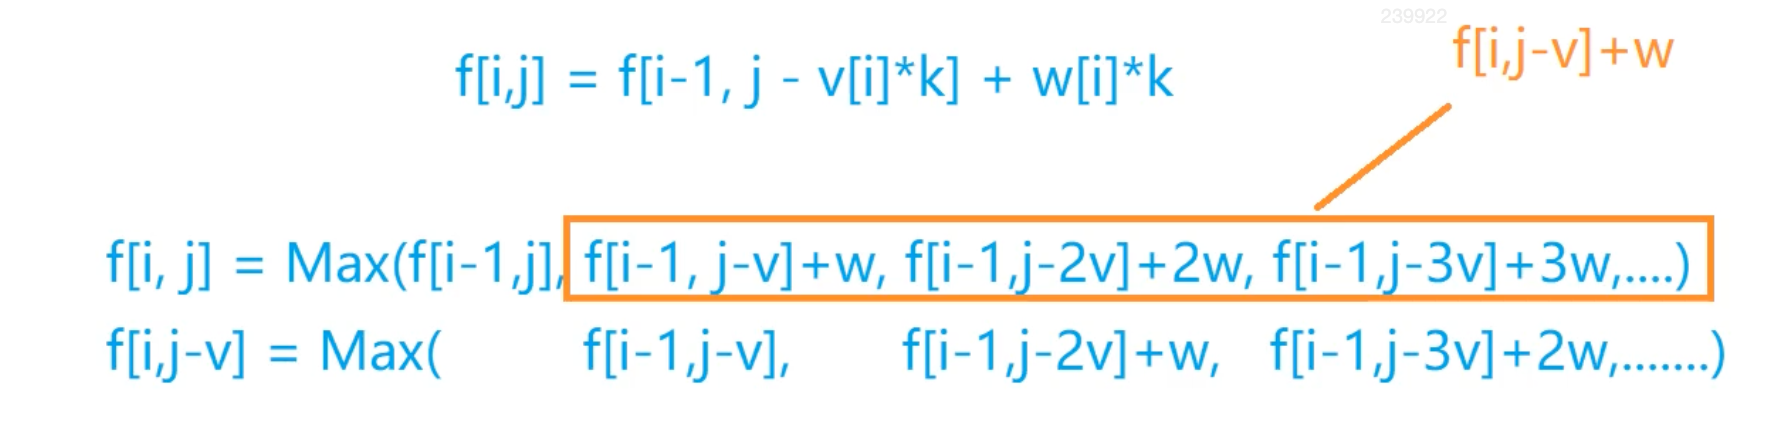 239922
f[i,j-v]+w
f[i,j] = f[i-1, j - v[i]*k] + w[i]*k
f[i, j] = Max(f[i-1,j], f[i-1, j-v]+w, f[i-1,j-2v]+2w, f[i-1,j-3v]+3w,....)
f[i,j-v] = Max( f[i-1,j-v], f[i-1,j-2v]+w, f[i-1,j-3v]+2w,.......)